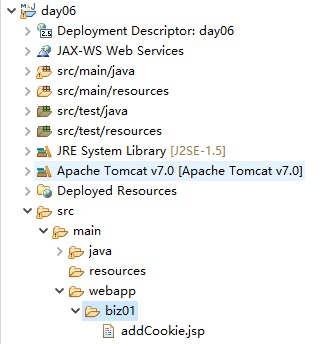 day06
Deployment Descriptor: day06
JAX-WS Web Services
src/main/java
src/main/resources
src/test/java
src/test/resources
JRE System Library [J2SE-1.5]
Apache Tomcat v7.0 [Apache Tomcat v7.0]
Deployed Resources
src
main
java
resources
webapp
biz01
addCookie.jsp